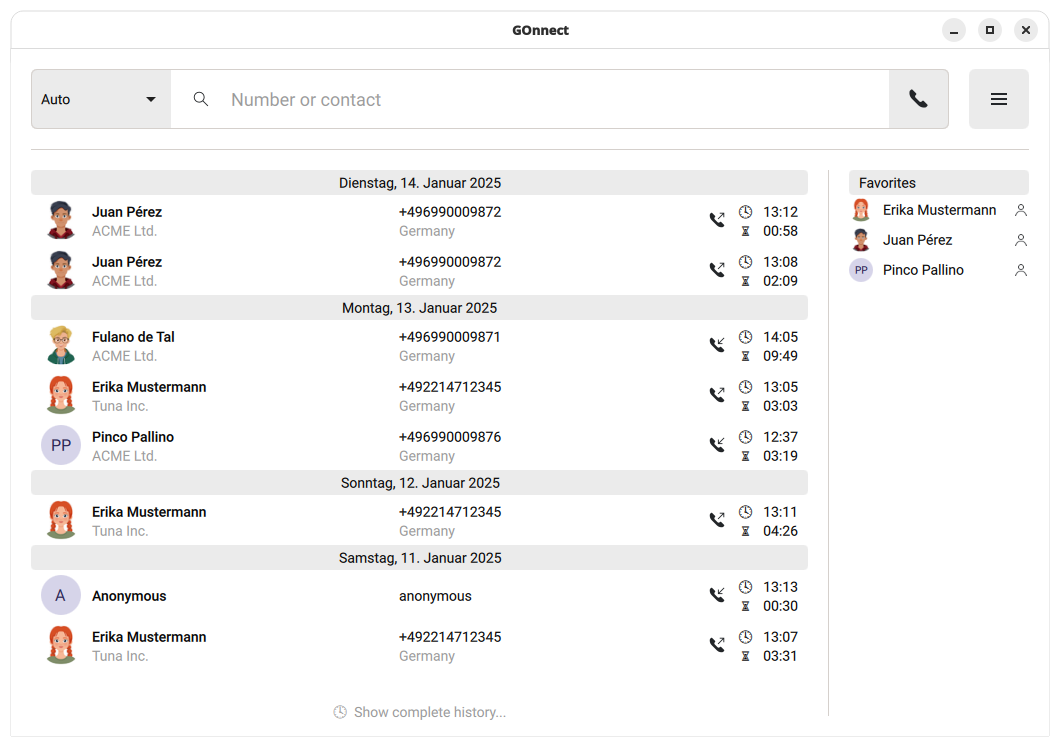 GOnnect
Auto
Number or contact
Dienstag, 14. Januar 2025
Juan Pérez +496990009872 13:12
ACME Ltd. Germany 00:58
Juan Pérez +496990009872 13:08
ACME Ltd. Germany 02:09
Montag, 13. Januar 2025
Fulano de Tal +496990009871 14:05
ACME Ltd. Germany 09:49
Erika Mustermann +492214712345 13:05
Tuna Inc. Germany 03:03
PP
Pinco Pallino +496990009876 12:37
ACME Ltd. Germany 03:19
Sonntag, 12. Januar 2025
Erika Mustermann +492214712345 13:11
Tuna Inc. Germany 04:26
Samstag, 11. Januar 2025
13:13
A Anonymous anonymous
00:30
Erika Mustermann +492214712345 13:07
Tuna Inc. Germany 03:31
Show complete history...
Favorites
Erika Mustermann
Juan Pérez
PP Pinco Pallino